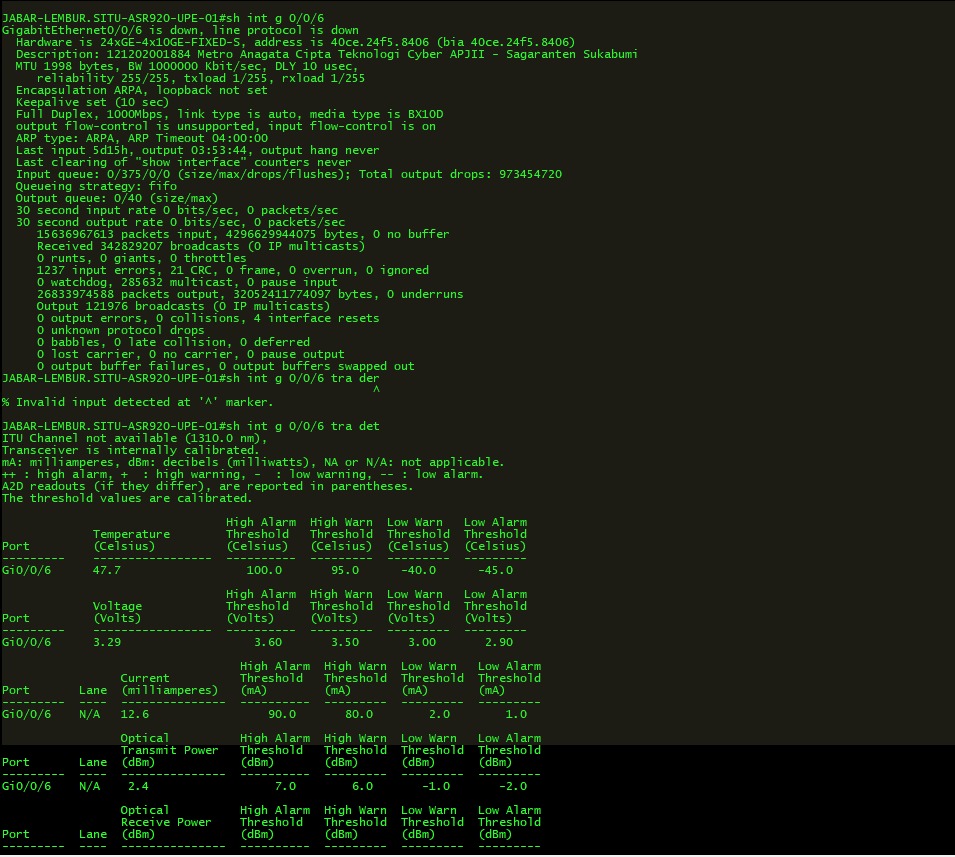 JABAR-LEMBUR.SITU-ASR920-UPE-01#sh int g 0/0/6
GigabitEthernet0/0/6 is down, line protocol is down
  Hardware is 24xGE-4x10GE-FIXED-S, address is 40ce.24f5.8406 (bia 40ce.24f5.8406)
  Description: 121202001884 Metro Anagata Cipta Teknologi Cyber APJII - Sagaranten Sukabumi
  MTU 1998 bytes, BW 1000000 Kbit/sec, DLY 10 usec,
     reliability 255/255, txload 1/255, rxload 1/255
  Encapsulation ARPA, loopback not set
  Keepalive set (10 sec)
  Full Duplex, 1000Mbps, link type is auto, media type is BX10D
  output flow-control is unsupported, input flow-control is on
  ARP type: ARPA, ARP Timeout 04:00:00
  Last input 5d15h, output 03:53:44, output hang never
  Last clearing of "show interface" counters never
  Input queue: 0/375/0/0 (size/max/drops/flushes); Total output drops: 973454720
  Queueing strategy: fifo
  Output queue: 0/40 (size/max)
  30 second input rate 0 bits/sec, 0 packets/sec
  30 second output rate 0 bits/sec, 0 packets/sec
     15636967613 packets input, 4296629944075 bytes, 0 no buffer
     Received 342829207 broadcasts (0 IP multicasts)
     0 runts, 0 giants, 0 throttles
     1237 input errors, 21 CRC, 0 frame, 0 overrun, 0 ignored
     0 watchdog, 285632 multicast, 0 pause input
     26833974588 packets output, 32052411774097 bytes, 0 underruns
     Output 121976 broadcasts (0 IP multicasts)
     0 output errors, 0 collisions, 4 interface resets
     0 unknown protocol drops
     0 babbles, 0 late collision, 0 deferred
     0 lost carrier, 0 no carrier, 0 pause output
     0 output buffer failures, 0 output buffers swapped out
JABAR-LEMBUR.SITU-ASR920-UPE-01#sh int g 0/0/6 tra der
                                                     ^
% Invalid input detected at '^' marker.

JABAR-LEMBUR.SITU-ASR920-UPE-01#sh int g 0/0/6 tra det
ITU Channel not available (1310.0 nm),
Transceiver is internally calibrated.
mA: milliamperes, dBm: decibels (milliwatts), NA or N/A: not applicable.
++ : high alarm, +  : high warning, -  : low warning, -- : low alarm.
A2D readouts (if they differ), are reported in parentheses.
The threshold values are calibrated.

                                High Alarm  High Warn  Low Warn   Low Alarm
             Temperature        Threshold   Threshold  Threshold  Threshold
Port         (Celsius)          (Celsius)   (Celsius)  (Celsius)  (Celsius)
---------    -----------------  ----------  ---------  ---------  ---------
Gi0/0/6      47.7                  100.0       95.0      -40.0      -45.0

                                High Alarm  High Warn  Low Warn   Low Alarm
             Voltage            Threshold   Threshold  Threshold  Threshold
Port         (Volts)            (Volts)     (Volts)    (Volts)    (Volts)
---------    -----------------  ----------  ---------  ---------  ---------
Gi0/0/6      3.29                   3.60       3.50       3.00       2.90

                                  High Alarm  High Warn  Low Warn   Low Alarm
                 Current          Threshold   Threshold  Threshold  Threshold
Port       Lane  (milliamperes)   (mA)        (mA)       (mA)       (mA)
---------  ----  ---------------  ----------  ---------  ---------  ---------
Gi0/0/6    N/A   12.6                 90.0       80.0        2.0        1.0

                 Optical          High Alarm  High Warn  Low Warn   Low Alarm
                 Transmit Power   Threshold   Threshold  Threshold  Threshold
Port       Lane  (dBm)            (dBm)       (dBm)      (dBm)      (dBm)
---------  ----  ---------------  ----------  ---------  ---------  ---------
Gi0/0/6    N/A    2.4                  7.0        6.0       -1.0       -2.0

                 Optical          High Alarm  High Warn  Low Warn   Low Alarm
                 Receive Power    Threshold   Threshold  Threshold  Threshold
Port       Lane  (dBm)            (dBm)       (dBm)      (dBm)      (dBm)
---------  ----  ---------------  ----------  ---------  ---------  ---------